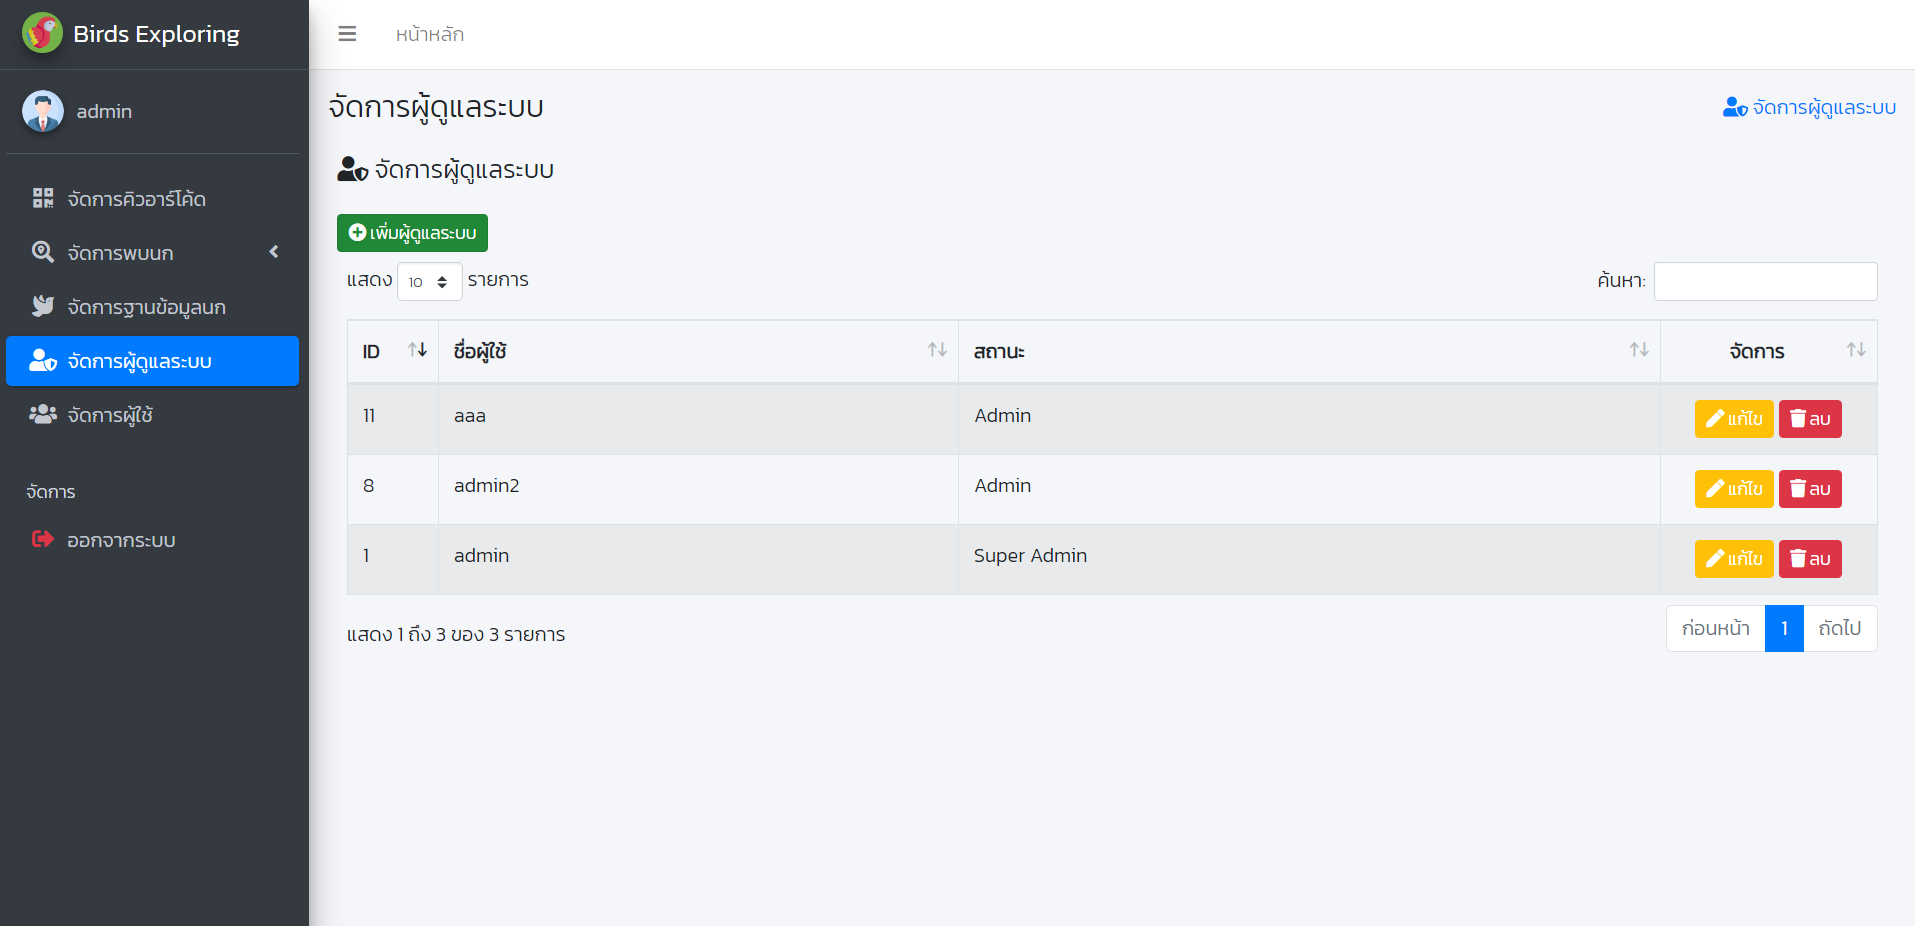 Birds Exploring
admin
จัดการคิวอาร์โค้ด
จัดการพบนก
จัดการฐานข้อมูลนก
จัดการผู้ดูแลระบบ
จัดการผู้ใช้
จัดการ
ออกจากระบบ
หน้าหลัก
จัดการผู้ดูแลระบบ
จัดการผู้ดูแลระบบ
จัดการผู้ดูแลระบบ
เพิ่มผู้ดูแลระบบ
แสดง 10 รายการ
ค้นหา:
ID ชื่อผู้ใช้ สถานะ จัดการ
11 aaa Admin แก้ไข ลบ
8 admin2 Admin แก้ไข ลบ
1 admin Super Admin แก้ไข ลบ
แสดง 1 ถึง 3 ของ 3 รายการ
ก่อนหน้า 1 ถัดไป